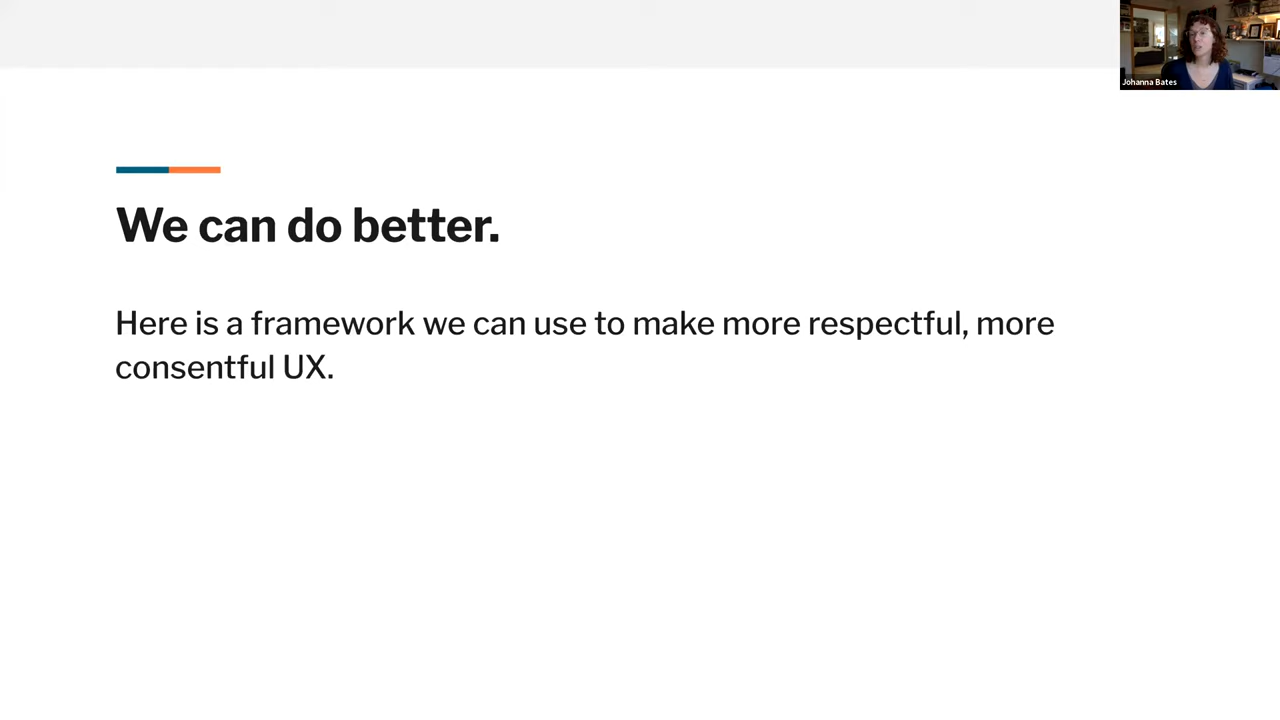 Johanna Bates
We can do better.
Here is a framework we can use to make more respectful, more
consentful UX.